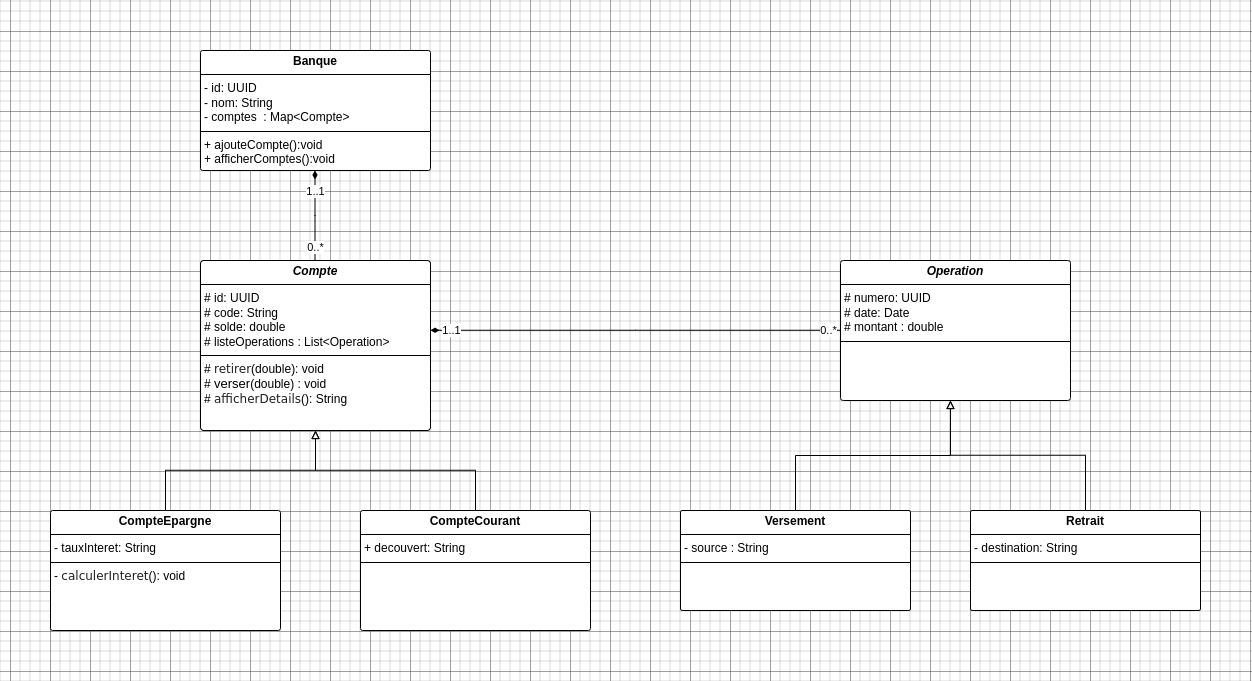 Banque
- id: UUID
- nom: String
- comptes : Map<Compte>
+ ajouteCompte():void
+ afficherComptes():void
1..1
0..*
Compte
# id: UUID
# code: String
# solde: double
# listeOperations : List<Operation>
# retirer(double): void
# verser(double) : void
# afficherDetails(): String
1..1
0..*
Operation
# numero: UUID
# date: Date
# montant : double
CompteEpargne
- tauxInteret: String
- calculerInteret(): void
CompteCourant
+ decouvert: String
Versement
- source : String
Retrait
- destination: String